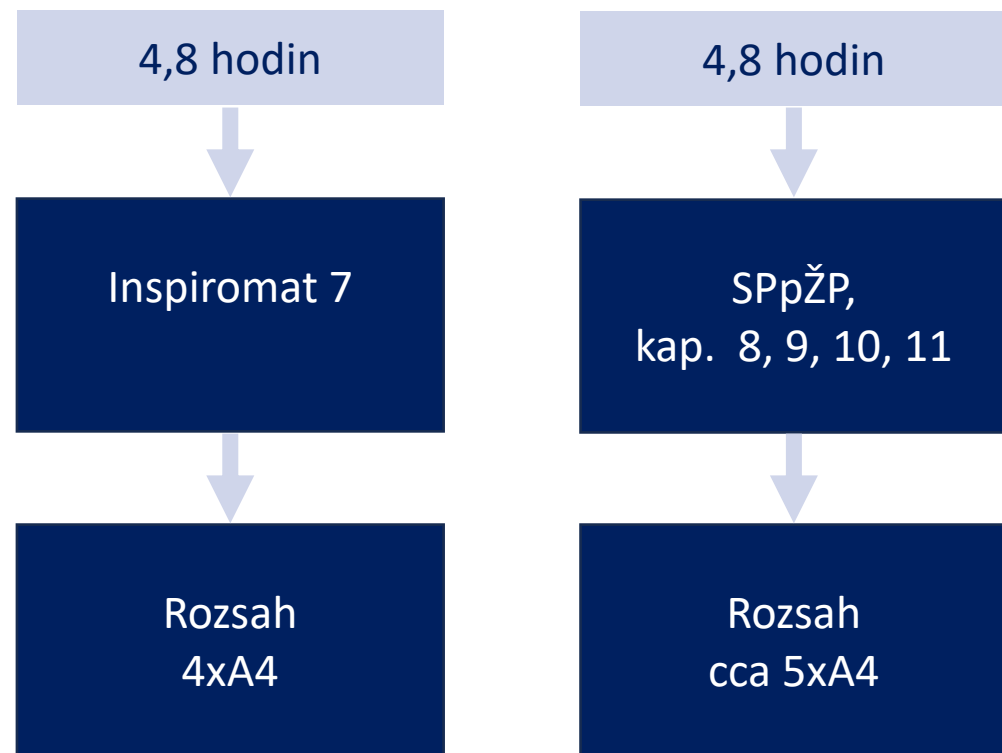 4,8 hodin
Inspiromat 7
Rozsah
4xA4
4,8 hodin
SPpŽP,
kap. 8, 9, 10, 11
Rozsah
cca 5xA4